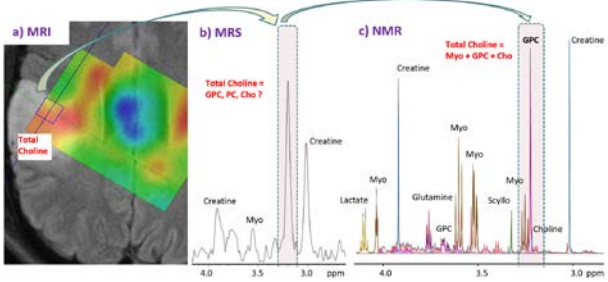 a) MRI
Total
Choline
b) MRS
Total Choline =
GPC, PC, Cho ?
Creatine
Creatine
Myo
4.0
3.5
3.0
ppm
c) NMR
Total Choline =
Myo + GPC + Cho
GPC
Creatine
Creatine
Myo
Myo
Myo
Lactate
Glutamine
GPC
Scyllo
Myo
Choline
4.0
3.5
3.0 ppm